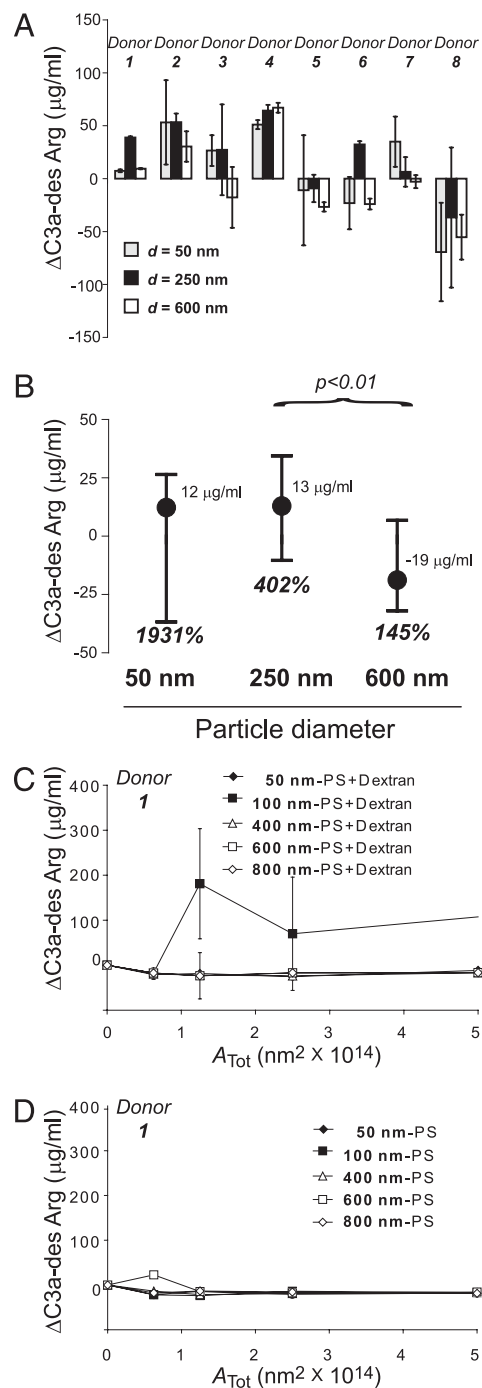 A
Donor Donor Donor Donor Donor Donor Donor Donor
1 2 3 4 5 6 7 8
ΔC3a-des Arg (μg/ml)
150
100
50
0
-50
-100
-150
d = 50 nm
d = 250 nm
d = 600 nm
B
p<0.01
ΔC3a-des Arg (μg/ml)
50
25
0
-25
-50
12 μg/ml
13 μg/ml
-19 μg/ml
1931%
402%
145%
50 nm 250 nm 600 nm
Particle diameter
C
Donor
1
ΔC3a-des Arg (μg/ml)
400
300
200
100
0
50 nm-PS+Dextran
100 nm-PS+Dextran
400 nm-PS+Dextran
600 nm-PS+Dextran
800 nm-PS+Dextran
0 1 2 3 4 5
A_Tot (nm² X 10¹⁴)
D
Donor
1
ΔC3a-des Arg (μg/ml)
400
300
200
100
0
50 nm-PS
100 nm-PS
400 nm-PS
600 nm-PS
800 nm-PS
0 1 2 3 4 5
A_Tot (nm² X 10¹⁴)